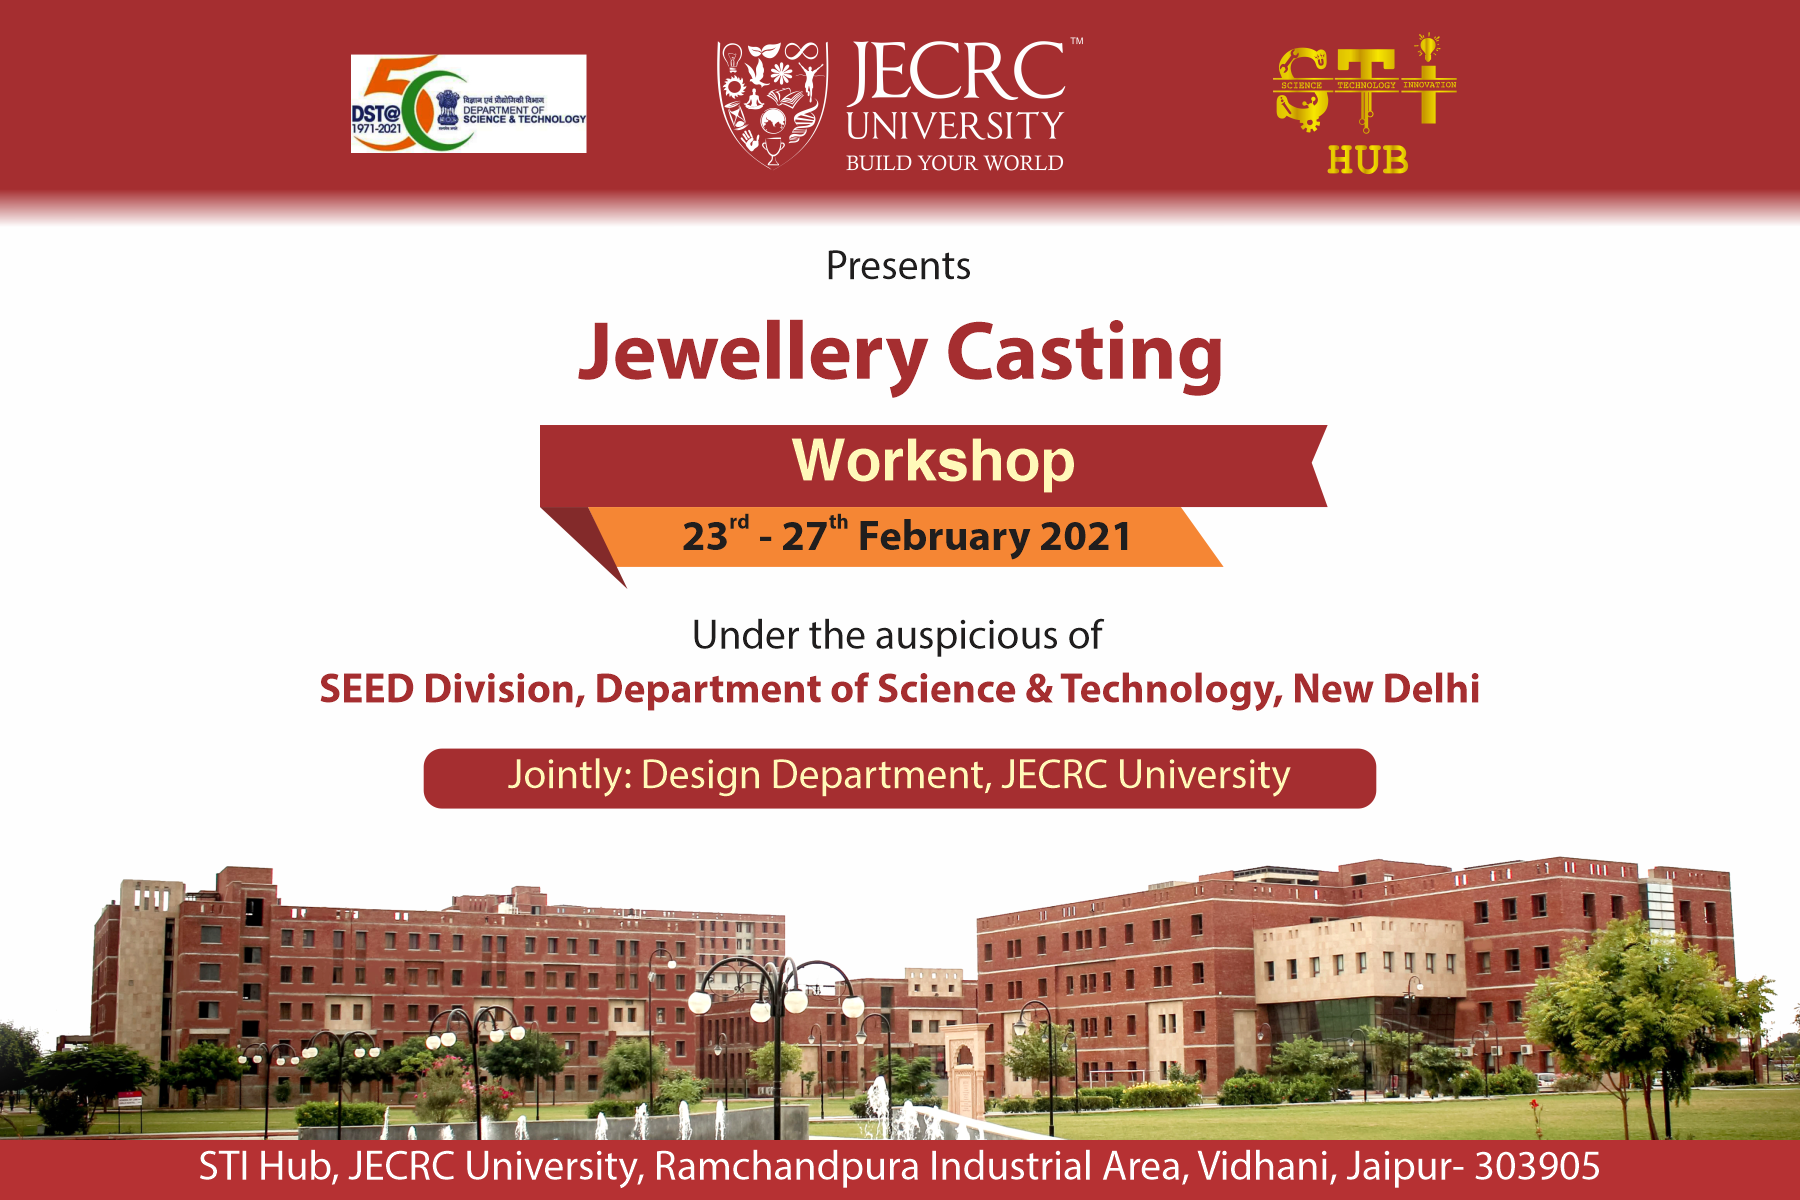 DST@50
1971-2021
विज्ञान एवं प्रौद्योगिकी विभाग
DEPARTMENT OF
SCIENCE & TECHNOLOGY
JECRC ™
UNIVERSITY
BUILD YOUR WORLD
STI
SCIENCE TECHNOLOGY INNOVATION
HUB
Presents
Jewellery Casting
Workshop
23rd - 27th February 2021
Under the auspicious of
SEED Division, Department of Science & Technology, New Delhi
Jointly: Design Department, JECRC University
STI Hub, JECRC University, Ramchandpura Industrial Area, Vidhani, Jaipur- 303905